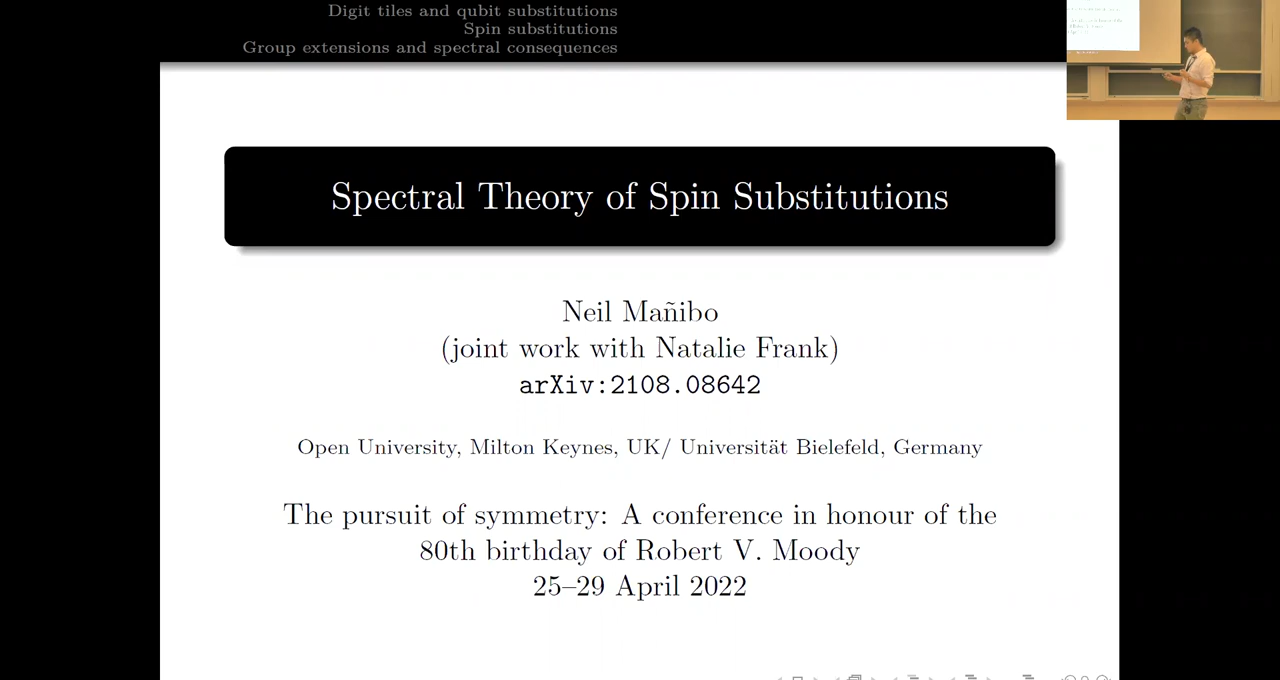 Digit tiles and qubit substitutions
Spin substitutions
Group extensions and spectral consequences
Spectral Theory of Spin Substitutions
Neil Mañibo
(joint work with Natalie Frank)
arXiv:2108.08642
Open University, Milton Keynes, UK/ Universität Bielefeld, Germany
The pursuit of symmetry: A conference in honour of the
80th birthday of Robert V. Moody
25–29 April 2022